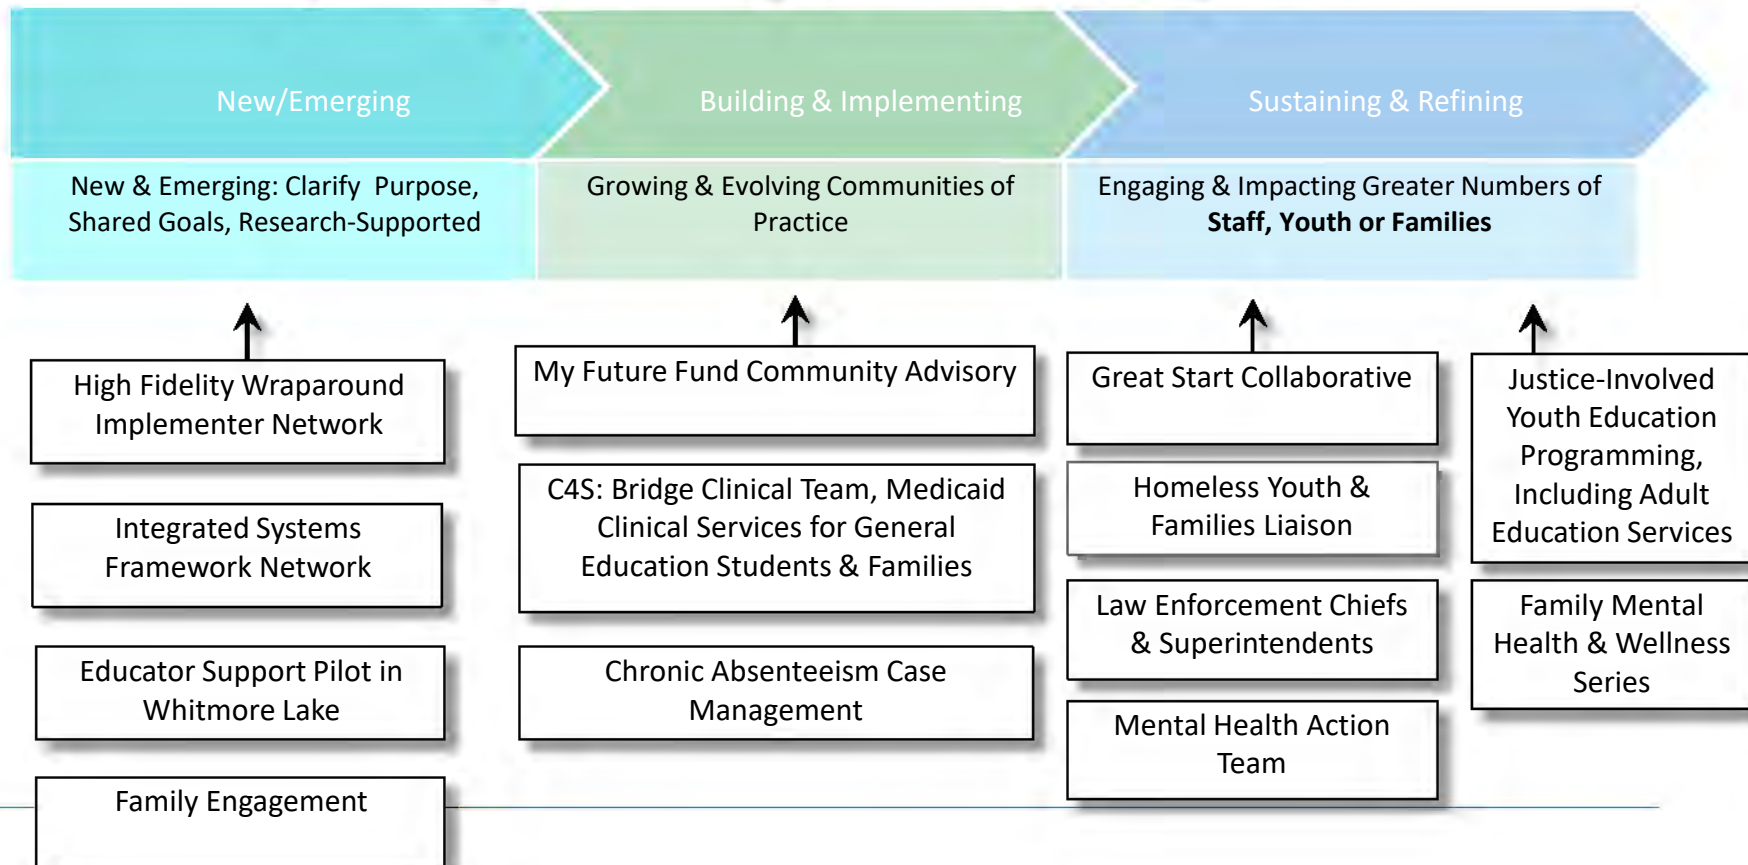 New/Emerging
Building & Implementing
Sustaining & Refining
New & Emerging: Clarify Purpose,
Shared Goals, Research-Supported
Growing & Evolving Communities of
Practice
Engaging & Impacting Greater Numbers of
Staff, Youth or Families
High Fidelity Wraparound
Implementer Network
Integrated Systems
Framework Network
Educator Support Pilot in
Whitmore Lake
Family Engagement
My Future Fund Community Advisory
C4S: Bridge Clinical Team, Medicaid
Clinical Services for General
Education Students & Families
Chronic Absenteeism Case
Management
Great Start Collaborative
Homeless Youth &
Families Liaison
Law Enforcement Chiefs
& Superintendents
Mental Health Action
Team
Justice-Involved
Youth Education
Programming,
Including Adult
Education Services
Family Mental
Health & Wellness
Series